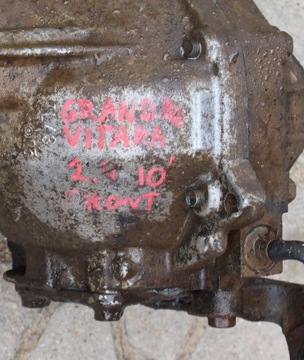 GRAND
VITARA
2.4 10'
FRONT